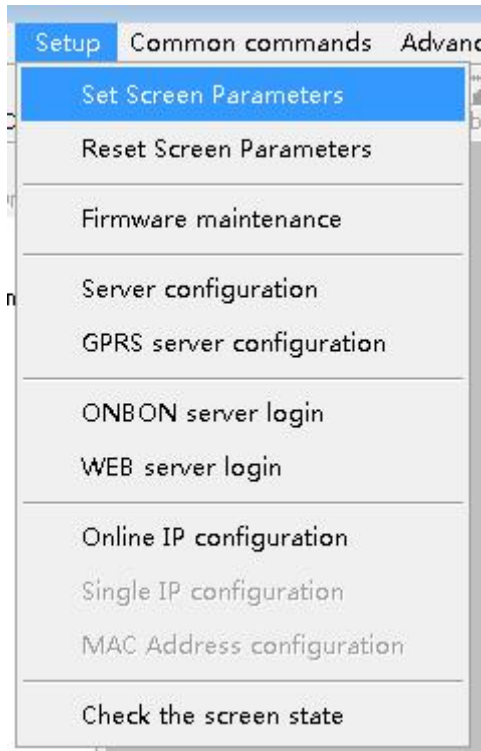 Setup Common commands
Set Screen Parameters
Reset Screen Parameters
Firmware maintenance
Server configuration
GPRS server configuration
ONBON server login
WEB server login
Online IP configuration
Single IP configuration
MAC Address configuration
Check the screen state